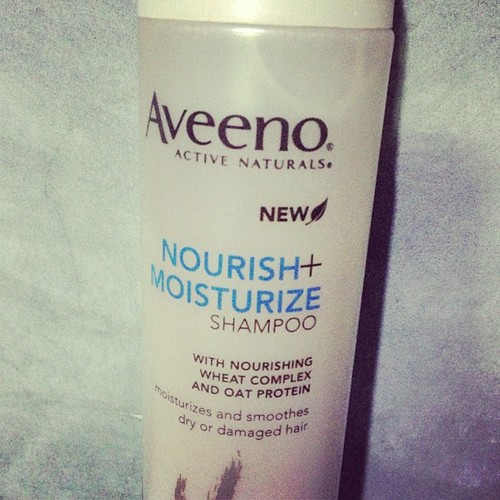 Aveeno®
ACTIVE NATURALS®
NEW
NOURISH+
MOISTURIZE
SHAMPOO
WITH NOURISHING
WHEAT COMPLEX
AND OAT PROTEIN
moisturizes and smoothes
dry or damaged hair